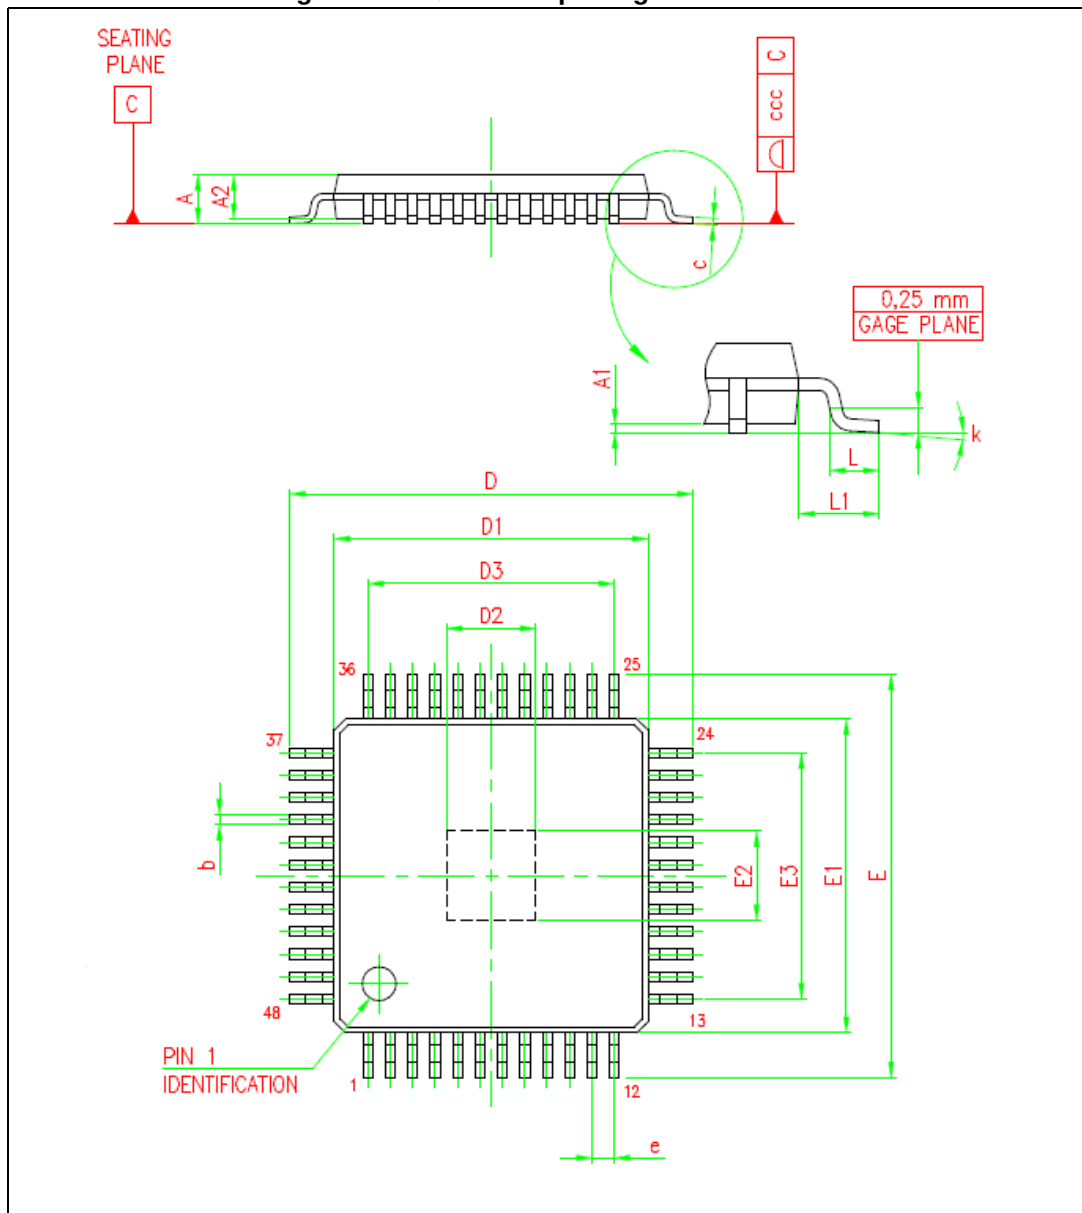 SEATING
PLANE
C
C
ccc
A
A2
c
0,25 mm
GAGE PLANE
A1
k
L
L1
D
D1
D3
D2
36
25
37
24
b
E2
E3
E1
E
48
13
PIN 1
IDENTIFICATION
1
12
e